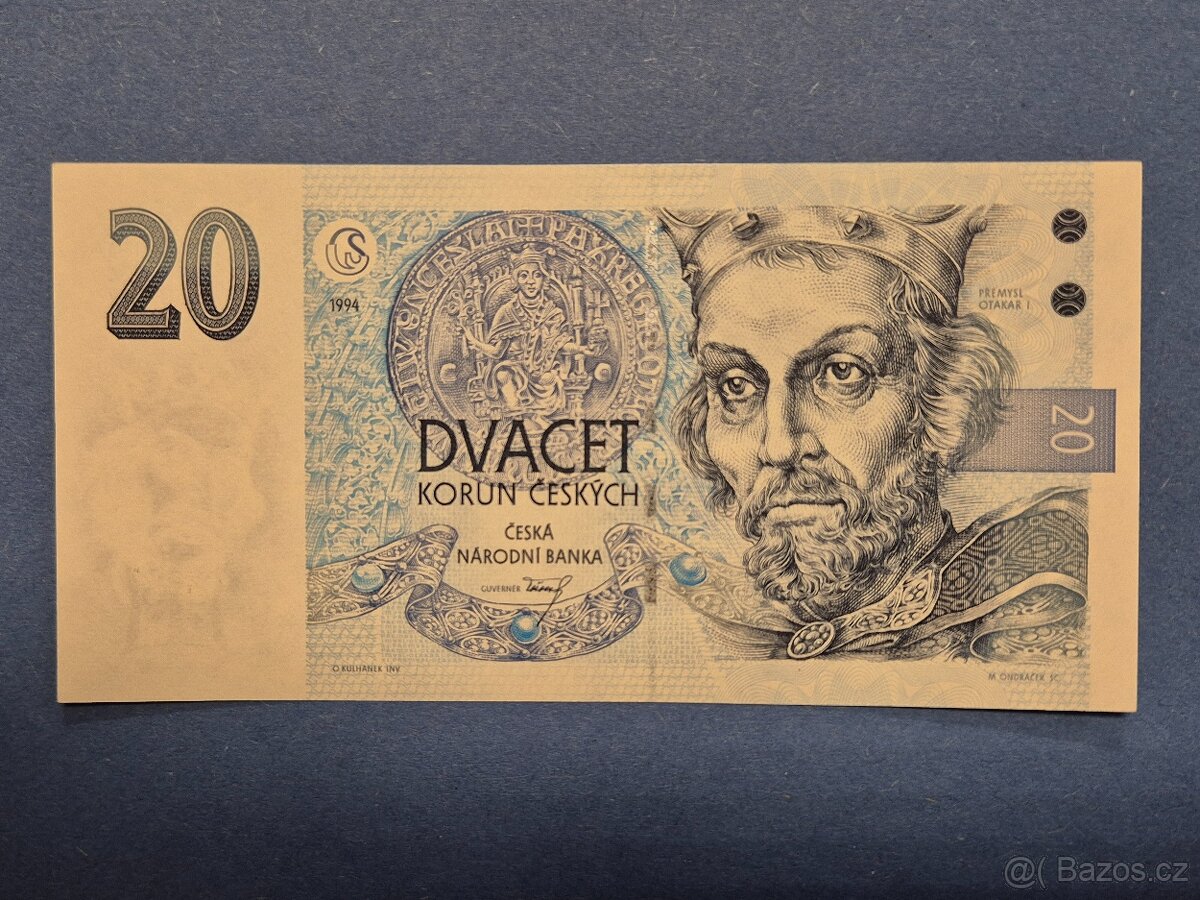 20
1994
PŘEMYSL
OTAKAR I.
20
DVACET
KORUN ČESKÝCH
ČESKÁ
NÁRODNÍ BANKA
GUVERNÉR
O. KULHÁNEK INV.
M. ONDRÁČEK SC.
@( Bazos.cz